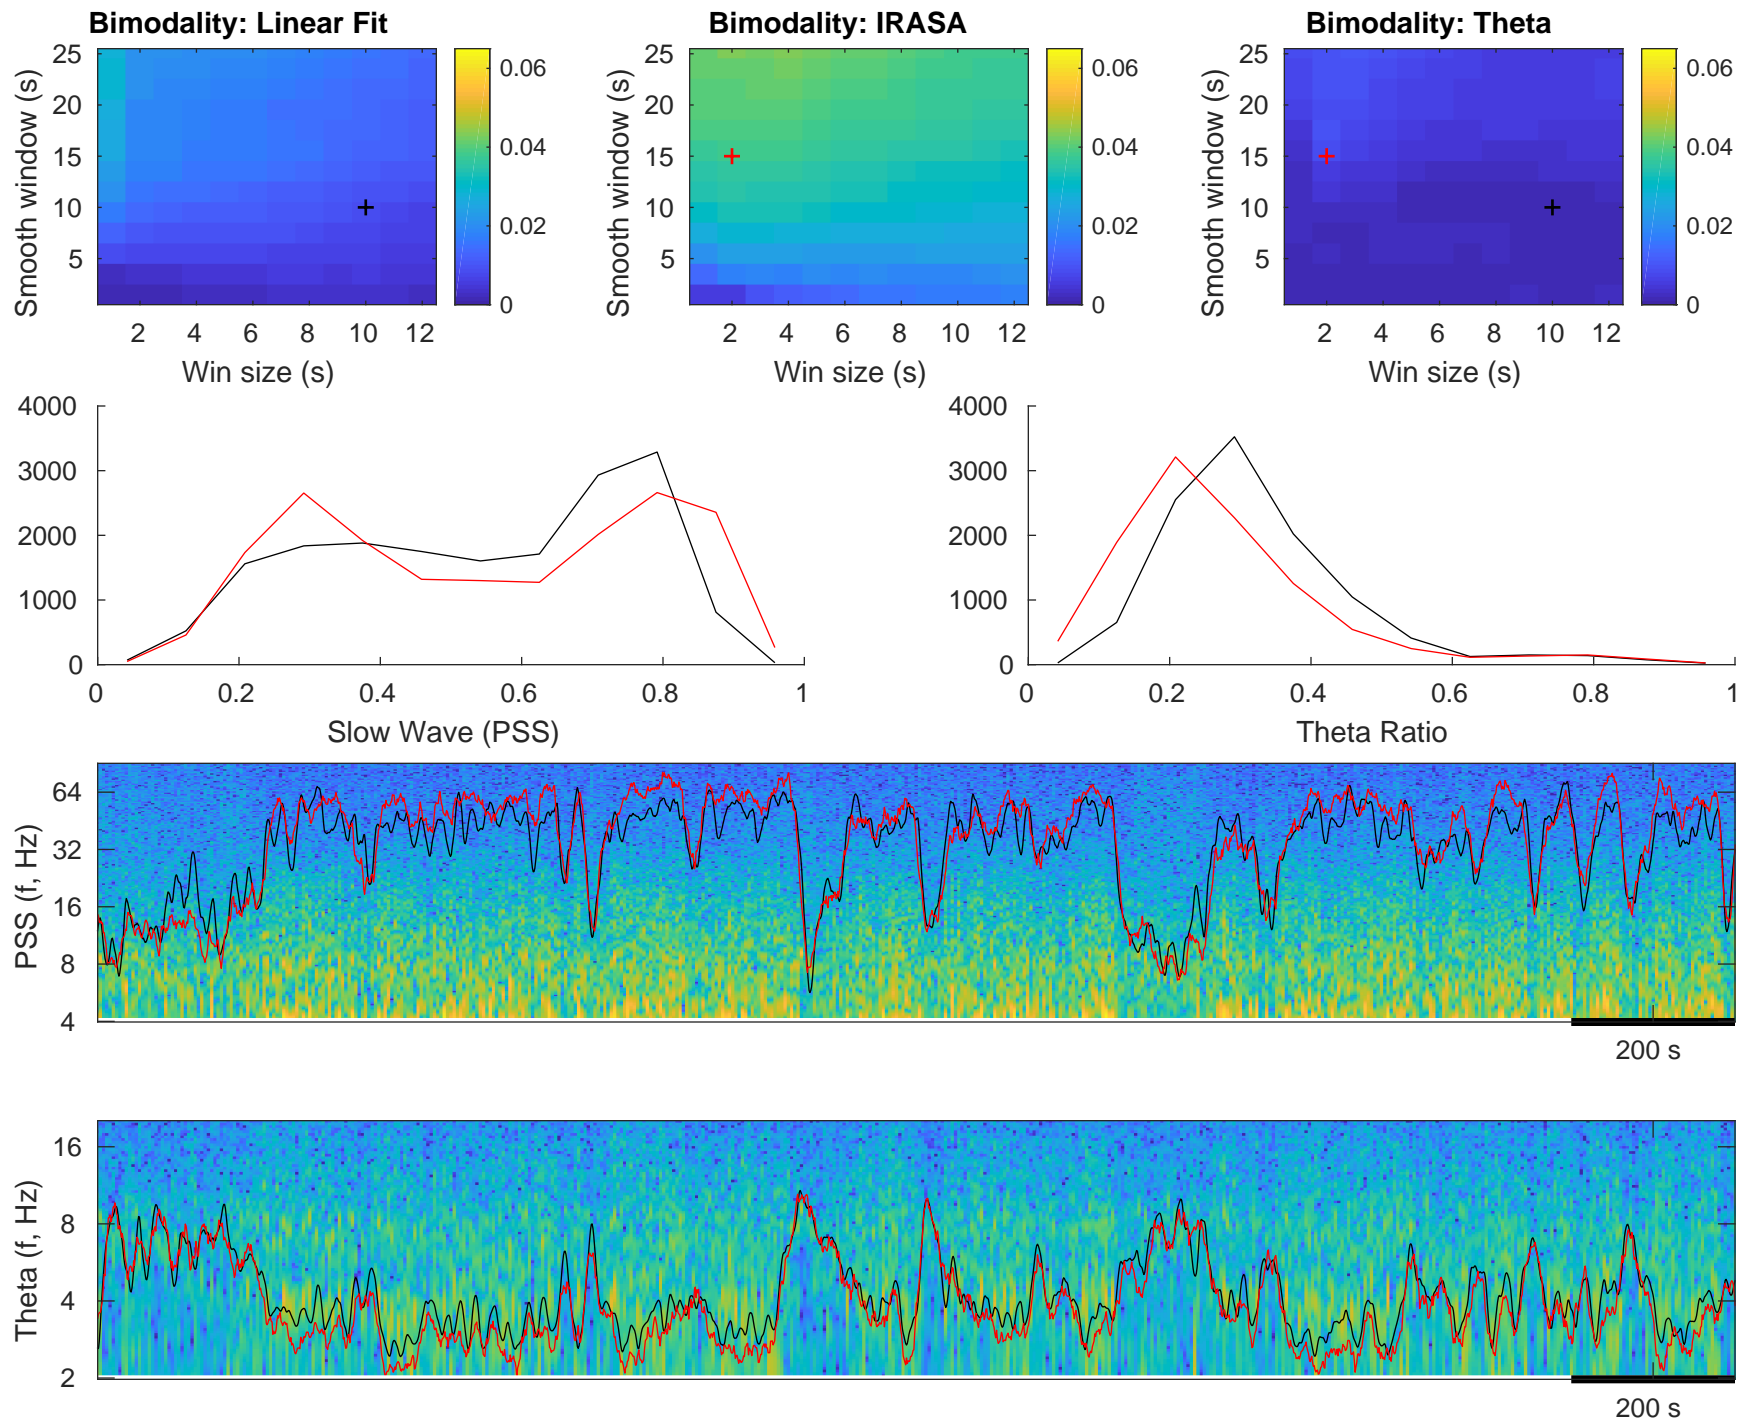 Bimodality: Linear Fit
Bimodality: IRASA
Bimodality: Theta
Smooth window (s)
25
20
15
10
5
2 4 6 8 10 12
Win size (s)
0.06
0.04
0.02
0
Smooth window (s)
25
20
15
10
5
2 4 6 8 10 12
Win size (s)
0.06
0.04
0.02
0
Smooth window (s)
25
20
15
10
5
2 4 6 8 10 12
Win size (s)
0.06
0.04
0.02
0
4000
3000
2000
1000
0
0 0.2 0.4 0.6 0.8 1
Slow Wave (PSS)
4000
3000
2000
1000
0
0 0.2 0.4 0.6 0.8 1
Theta Ratio
PSS (f, Hz)
64
32
16
8
4
200 s
Theta (f, Hz)
16
8
4
2
200 s